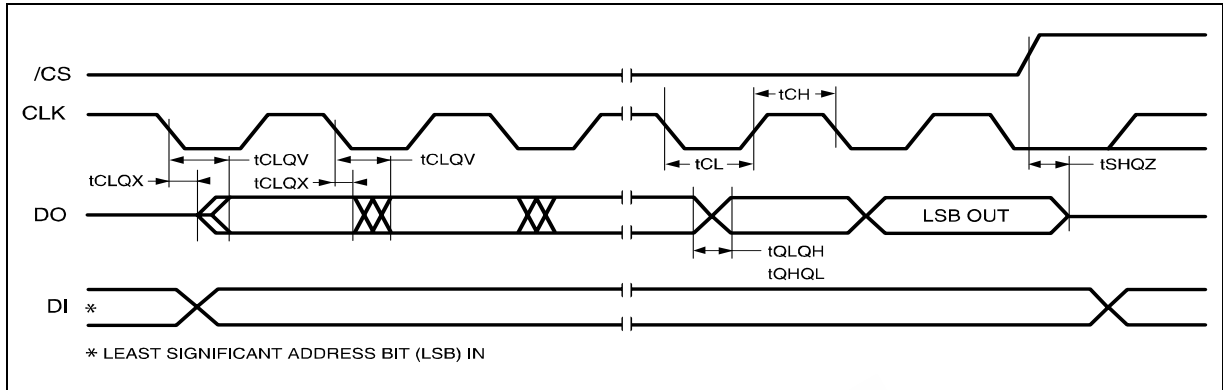 /CS
CLK
tCH
tCLQV
tCLQV
tCL
tSHQZ
tCLQX
tCLQX
DO
LSB OUT
tQLQH
tQHQL
DI *
* LEAST SIGNIFICANT ADDRESS BIT (LSB) IN